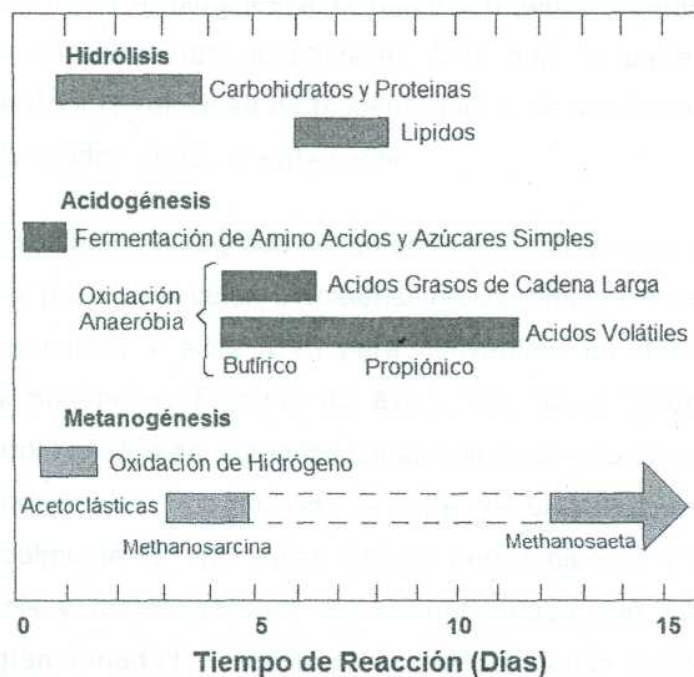 Hidrólisis
Carbohidratos y Proteinas
Lipidos
Acidogénesis
Fermentación de Amino Acidos y Azúcares Simples
Oxidación
Anaeróbia
Acidos Grasos de Cadena Larga
Acidos Volátiles
Butírico Propiónico
Metanogénesis
Oxidación de Hidrógeno
Acetoclásticas
Methanosarcina
Methanosaeta
0 5 10 15
Tiempo de Reacción (Días)